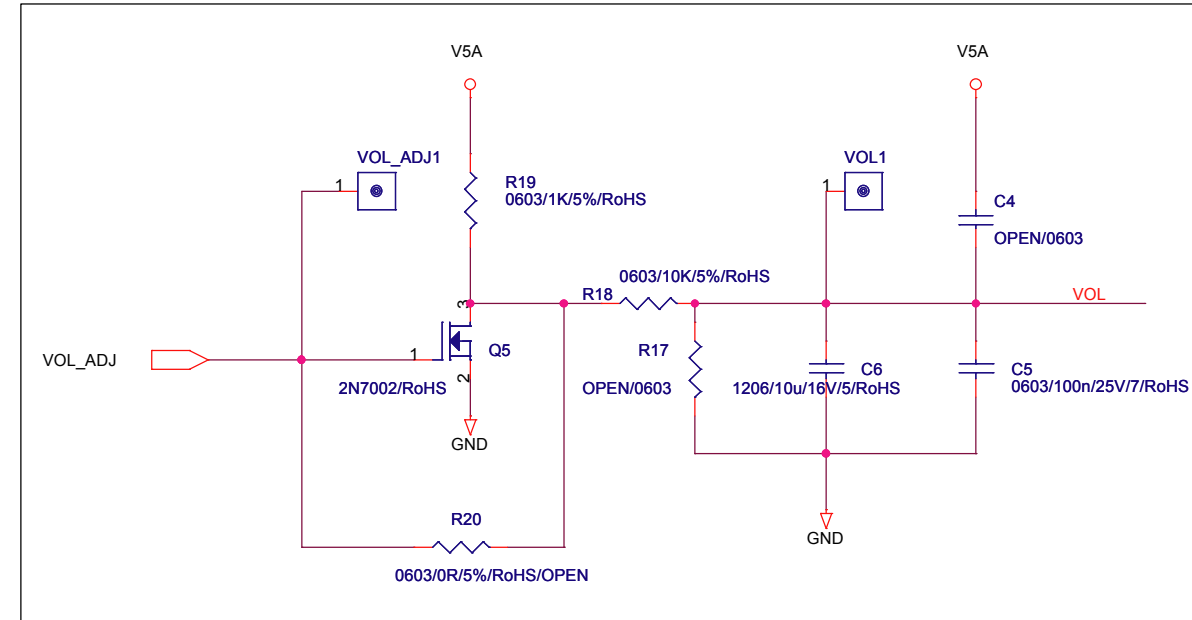 V5A
V5A
VOL_ADJ1
1
R19
0603/1K/5%/RoHS
VOL1
1
C4
OPEN/0603
0603/10K/5%/RoHS
R18
VOL
3
VOL_ADJ
1
Q5
2
2N7002/RoHS
GND
R17
OPEN/0603
C6
1206/10u/16V/5/RoHS
C5
0603/100n/25V/7/RoHS
GND
R20
0603/0R/5%/RoHS/OPEN